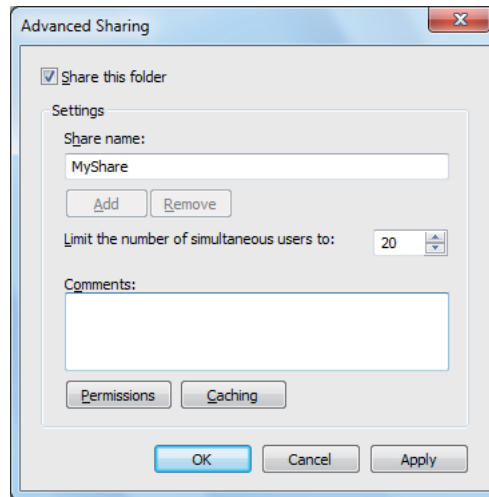 Advanced Sharing
Share this folder
Settings
Share name:
MyShare
Add Remove
Limit the number of simultaneous users to: 20
Comments:
Permissions Caching
OK Cancel Apply